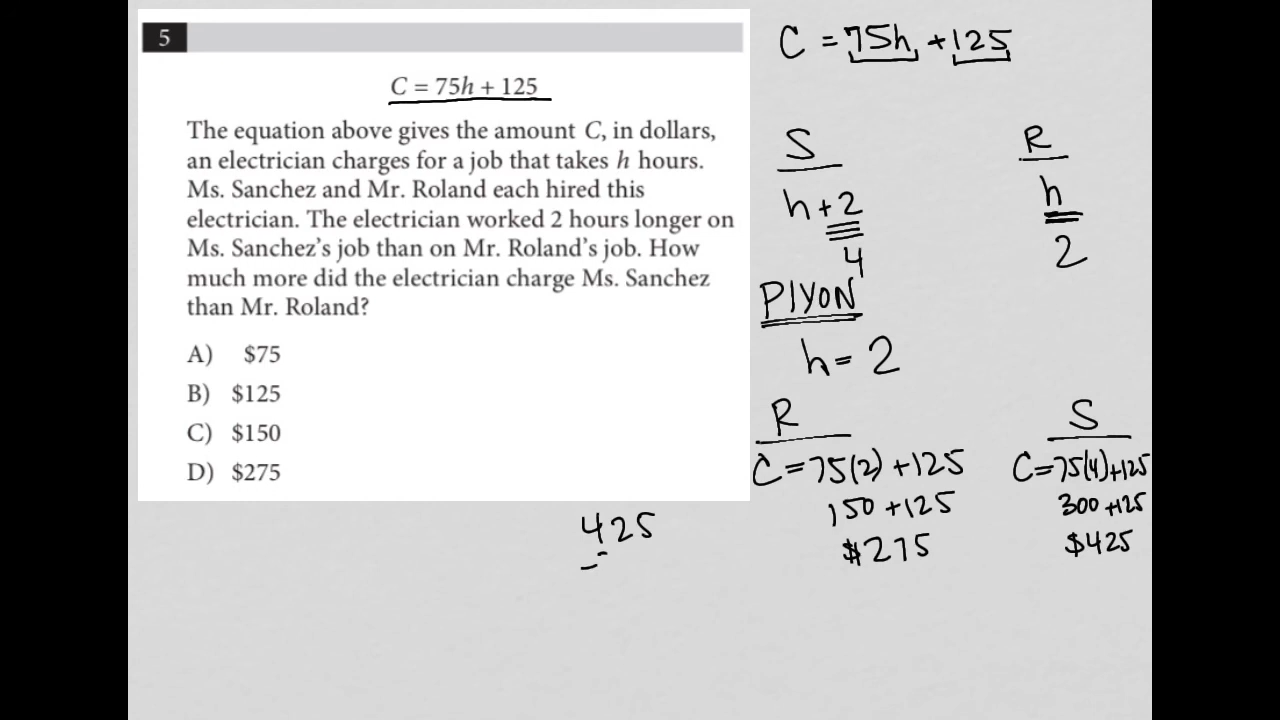 5
C = 75h + 125
The equation above gives the amount C, in dollars,
an electrician charges for a job that takes h hours.
Ms. Sanchez and Mr. Roland each hired this
electrician. The electrician worked 2 hours longer on
Ms. Sanchez's job than on Mr. Roland's job. How
much more did the electrician charge Ms. Sanchez
than Mr. Roland?
A) $75
B) $125
C) $150
D) $275
C = 75h + 125
S
h + 2
4
R
h
2
PIYON
h = 2
R
C = 75(2) + 125
150 + 125
$275
S
C = 75(4) + 125
300 + 125
$425
425